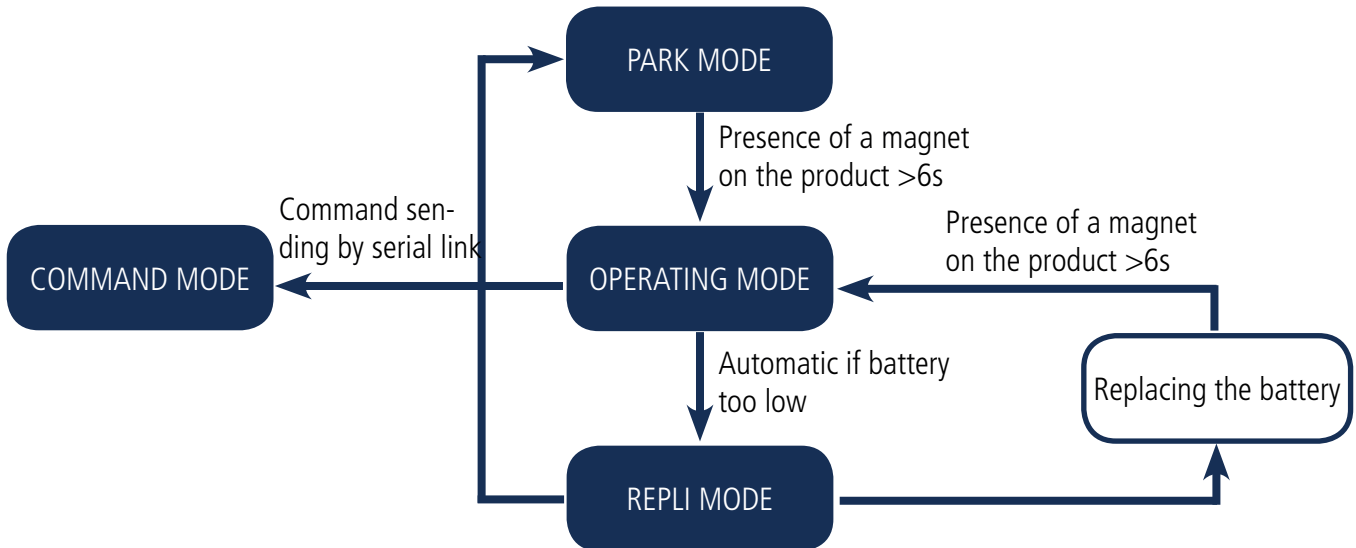 PARK MODE
Presence of a magnet
on the product >6s
Command sen-
ding by serial link
COMMAND MODE
OPERATING MODE
Presence of a magnet
on the product >6s
Automatic if battery
too low
Replacing the battery
REPLI MODE